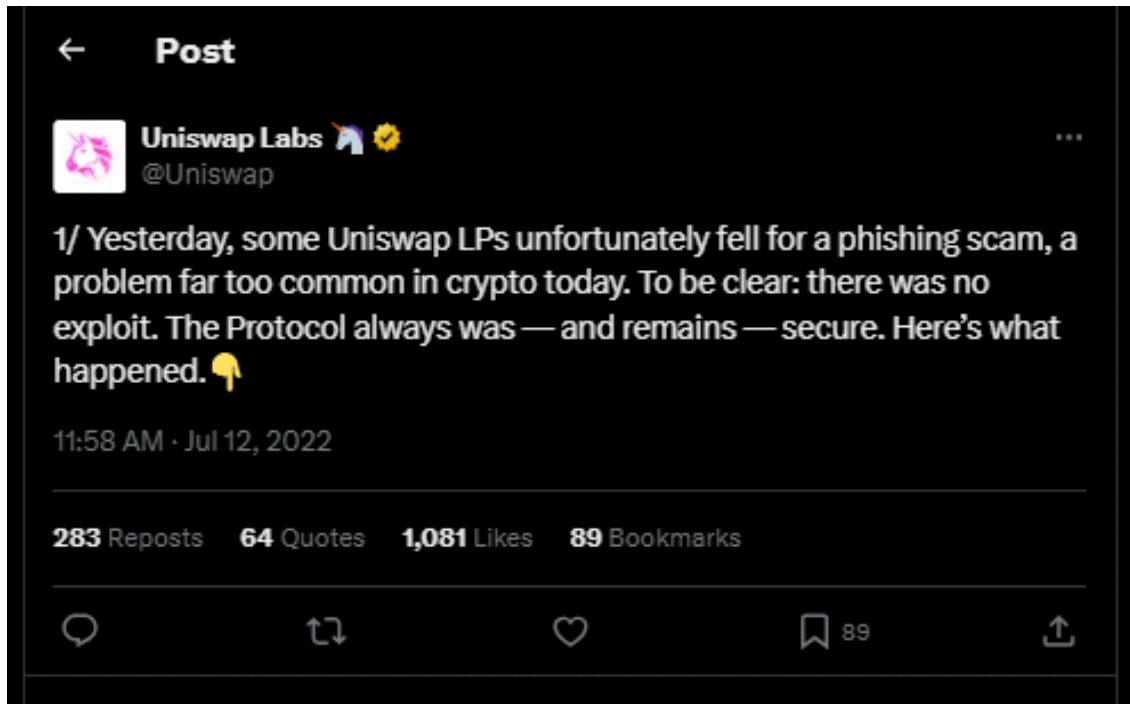 Post
Uniswap Labs 🦄
@Uniswap
1/ Yesterday, some Uniswap LPs unfortunately fell for a phishing scam, a
problem far too common in crypto today. To be clear: there was no
exploit. The Protocol always was — and remains — secure. Here’s what
happened.👇
11:58 AM · Jul 12, 2022
283 Reposts 64 Quotes 1,081 Likes 89 Bookmarks
89